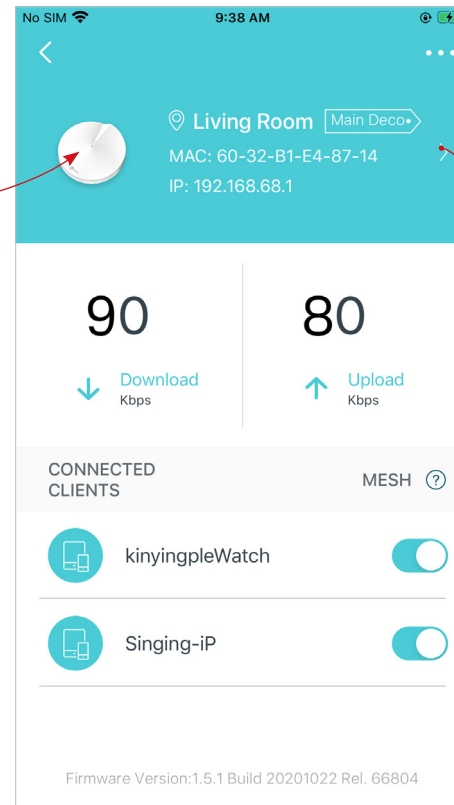 No SIM 9:38 AM
Living Room Main Deco
MAC: 60-32-B1-E4-87-14
IP: 192.168.68.1
90 80
Download Upload
Kbps Kbps
CONNECTED
CLIENTS
MESH ?
kinyingpleWatch
Singing-iP
Firmware Version:1.5.1 Build 20201022 Rel. 66804